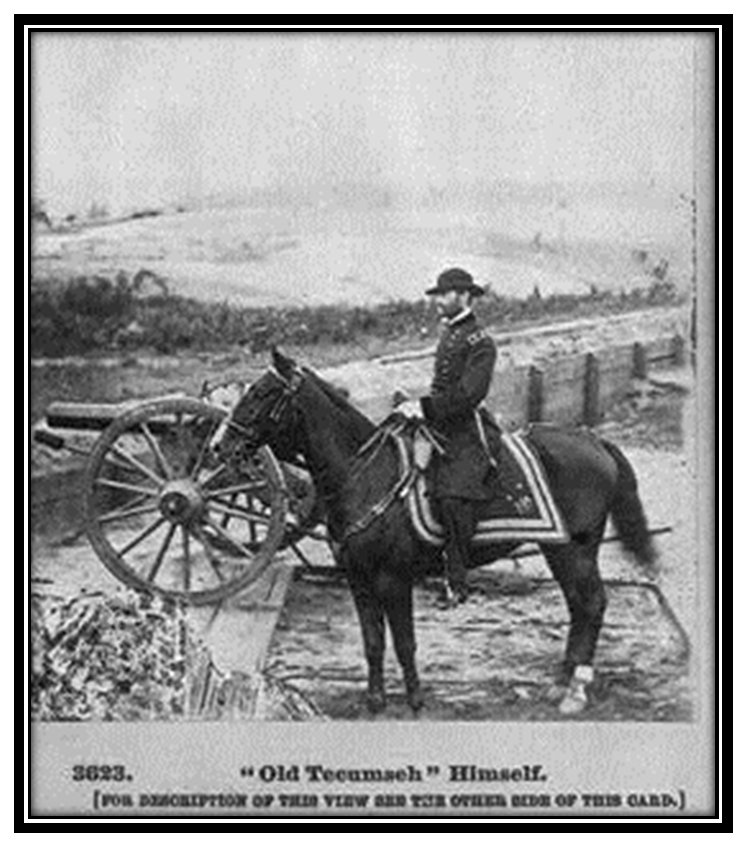 3623. "Old Tecumseh" Himself.
[FOR DESCRIPTION OF THIS VIEW SEE THE OTHER SIDE OF THIS CARD.]